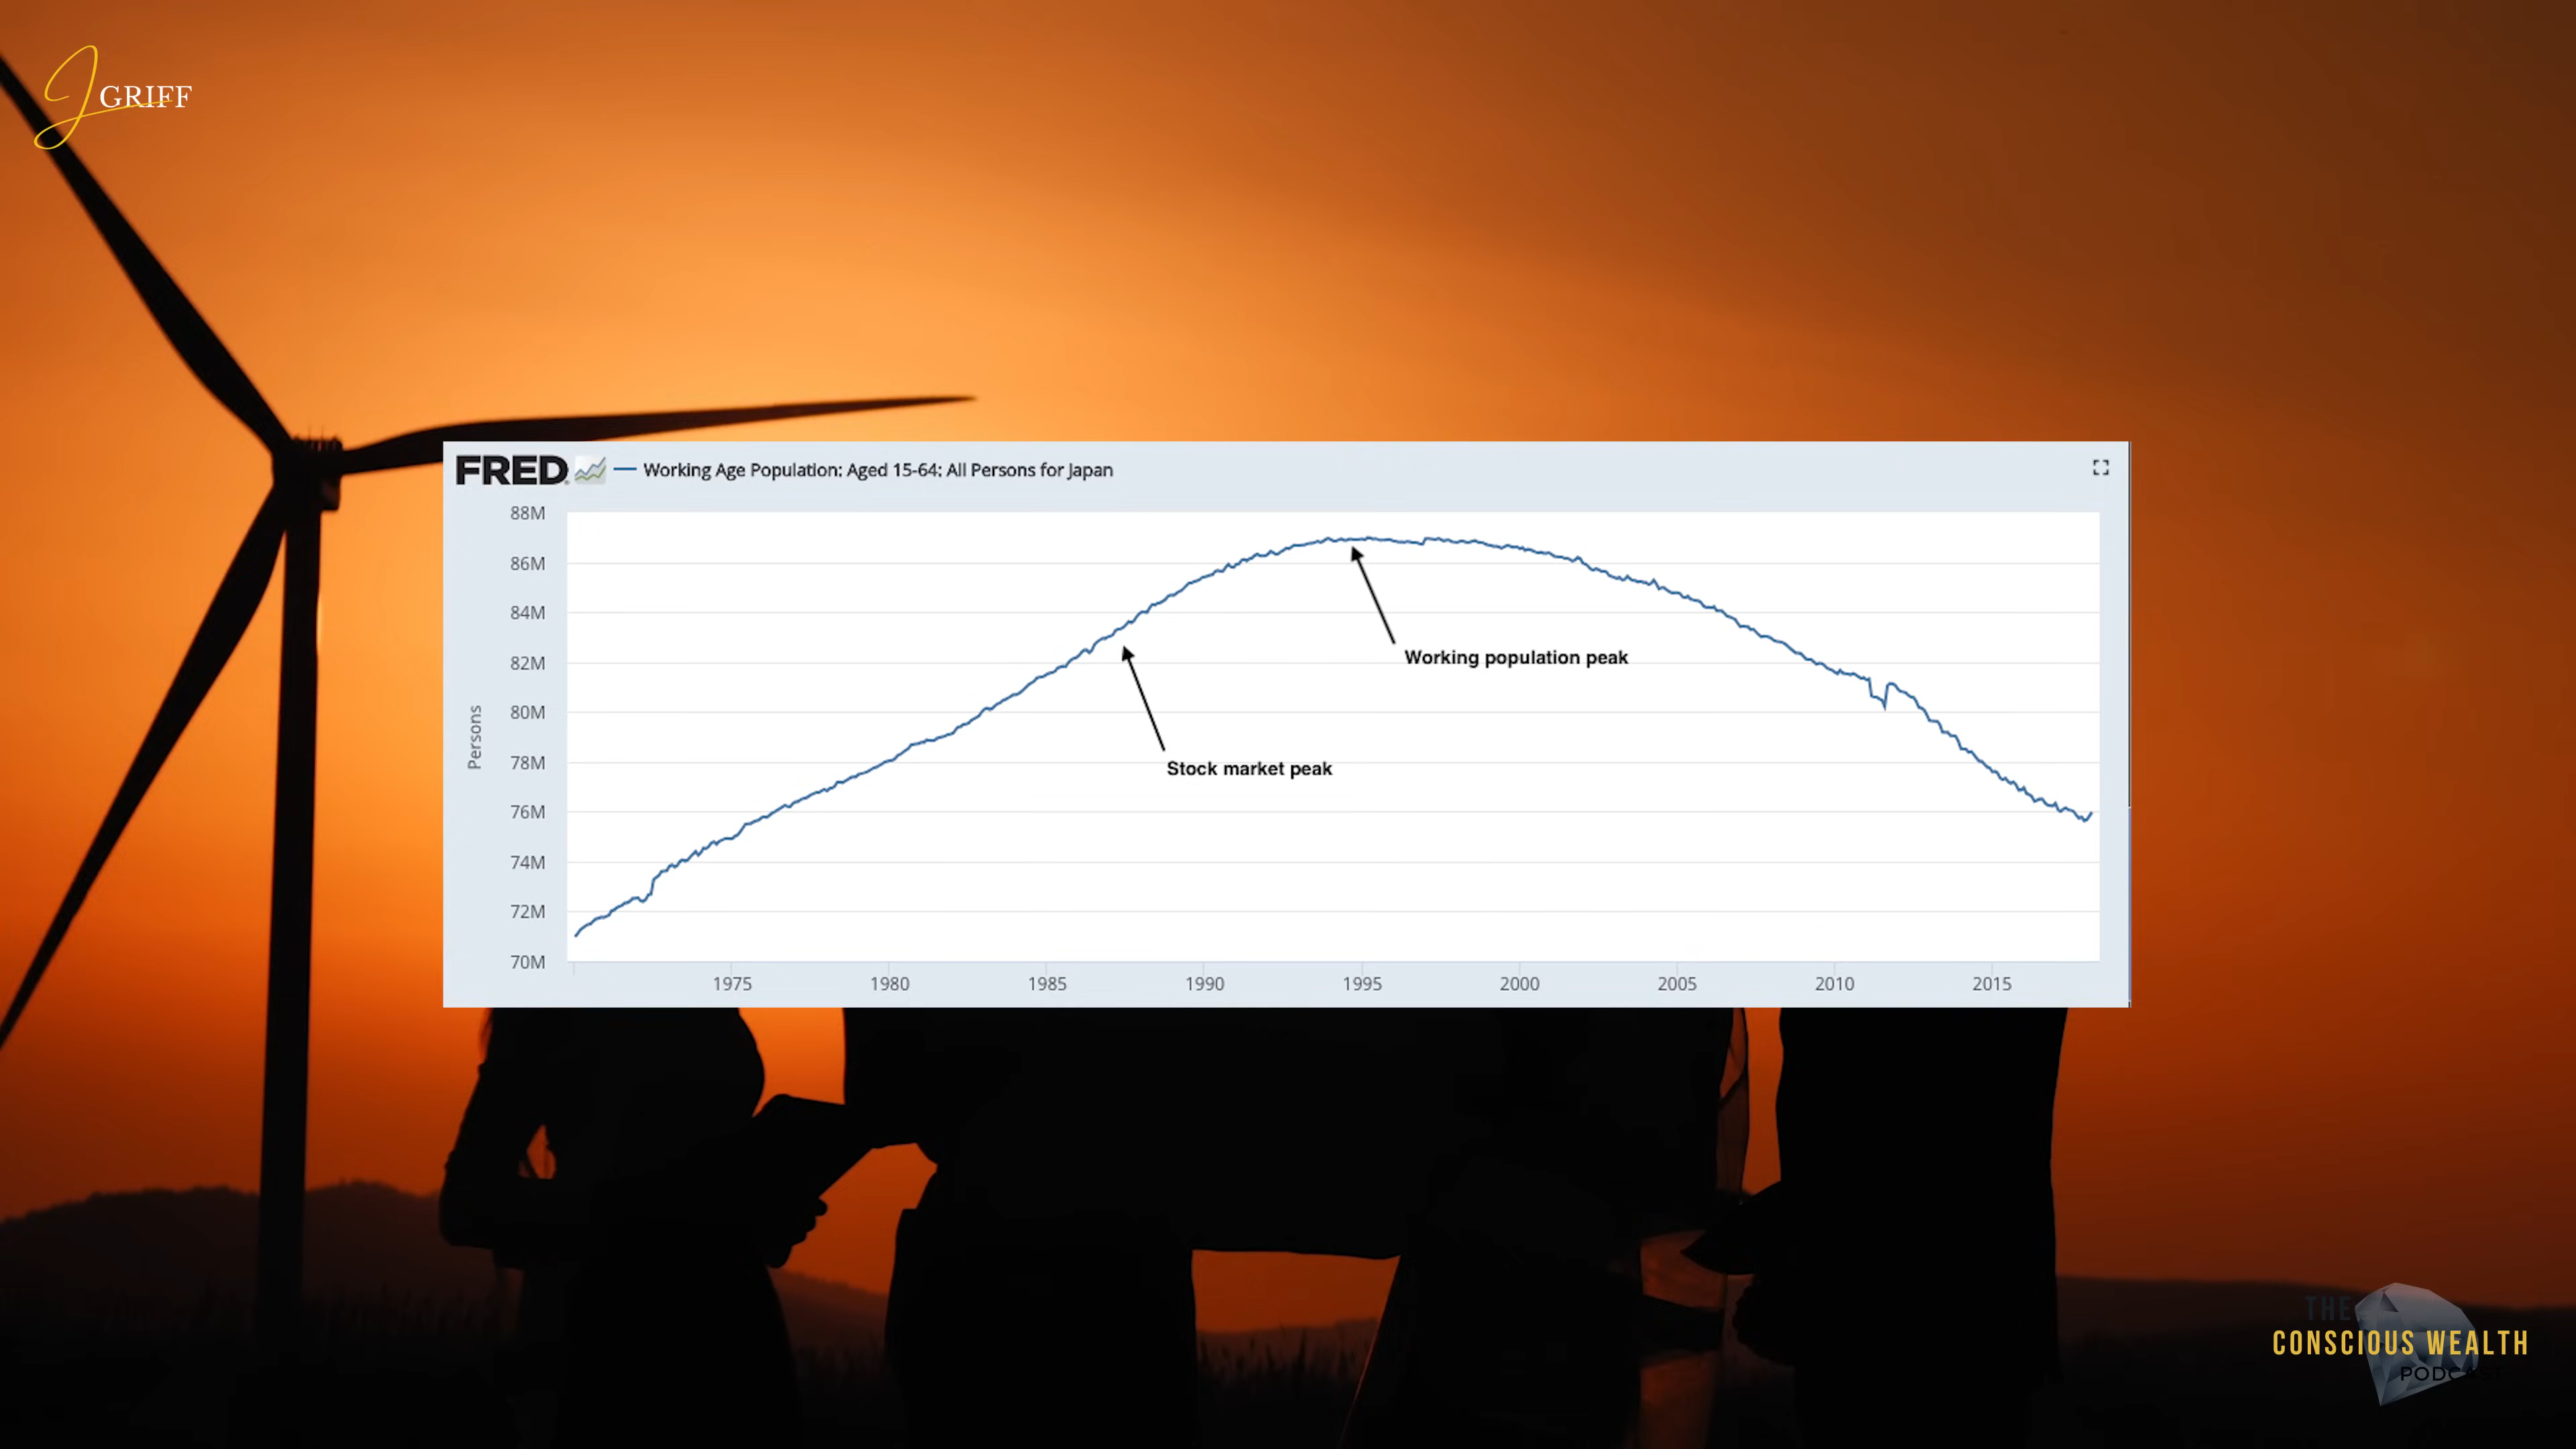 J GRIFF
FRED Working Age Population: Aged 15-64: All Persons for Japan
88M
86M
84M
82M
80M
78M
76M
74M
72M
70M
Persons
Working population peak
Stock market peak
1975 1980 1985 1990 1995 2000 2005 2010 2015
THE
CONSCIOUS WEALTH
PODCAST